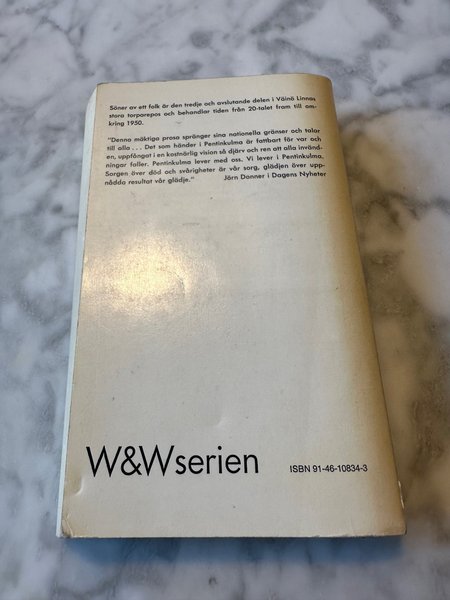 Söner av ett folk är den tredje och avslutande delen i Väinö Linnas
stora torparepos och behandlar tiden från 20-talet fram till om-
kring 1950.
"Denna mäktiga prosa spränger sina nationella gränser och talar
till alla . . . Det som händer i Pentinkulma är fattbart för var och
en, uppfångat i en kostnärlig vision så djärv och ren att alla invänd-
ningar faller. Pentinkulma lever med oss. Vi lever i Pentinkulma.
Sorgen över död och svårigheter är vår sorg, glädjen över upp-
nådda resultat vår glädje." Jörn Donner i Dagens Nyheter
W&Wserien
ISBN 91-46-10834-3